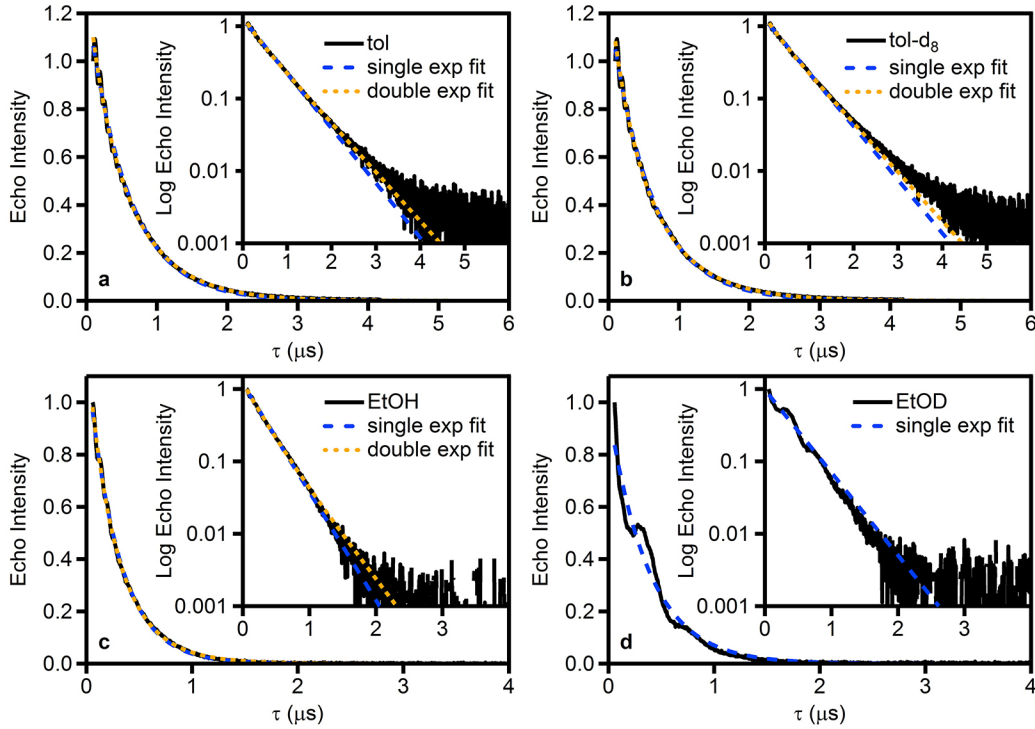 1.2
1.0
0.8
0.6
0.4
0.2
0.0
Echo Intensity
0 1 2 3 4 5 6
τ (μs)
a
1
0.1
0.01
0.001
Log Echo Intensity
0 1 2 3 4 5
tol
single exp fit
double exp fit
1.2
1.0
0.8
0.6
0.4
0.2
0.0
Echo Intensity
0 1 2 3 4 5 6
τ (μs)
b
1
0.1
0.01
0.001
Log Echo Intensity
0 1 2 3 4 5
tol-d₈
single exp fit
double exp fit
1.0
0.8
0.6
0.4
0.2
0.0
Echo Intensity
0 1 2 3 4
τ (μs)
c
1
0.1
0.01
0.001
Log Echo Intensity
0 1 2 3
EtOH
single exp fit
double exp fit
1.0
0.8
0.6
0.4
0.2
0.0
Echo Intensity
0 1 2 3 4
τ (μs)
d
1
0.1
0.01
0.001
Log Echo Intensity
0 1 2 3
EtOD
single exp fit